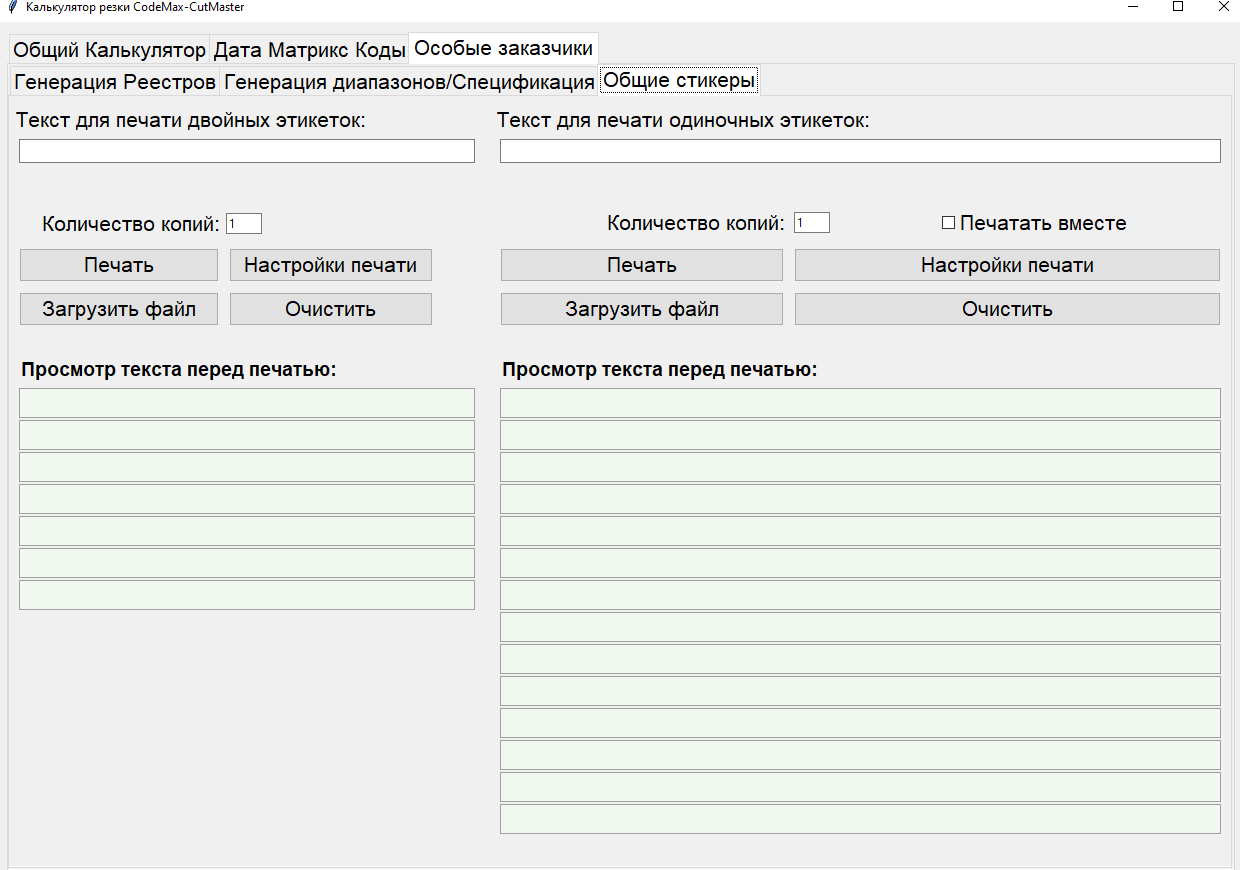 Калькулятор резки CodeMax-CutMaster
Общий Калькулятор Дата Матрикс Коды Особые заказчики
Генерация Реестров Генерация диапазонов/Спецификация Общие стикеры
Текст для печати двойных этикеток: Текст для печати одиночных этикеток:
Количество копий: 1 Количество копий: 1 Печатать вместе
Печать Настройки печати Печать Настройки печати
Загрузить файл Очистить Загрузить файл Очистить
Просмотр текста перед печатью: Просмотр текста перед печатью: